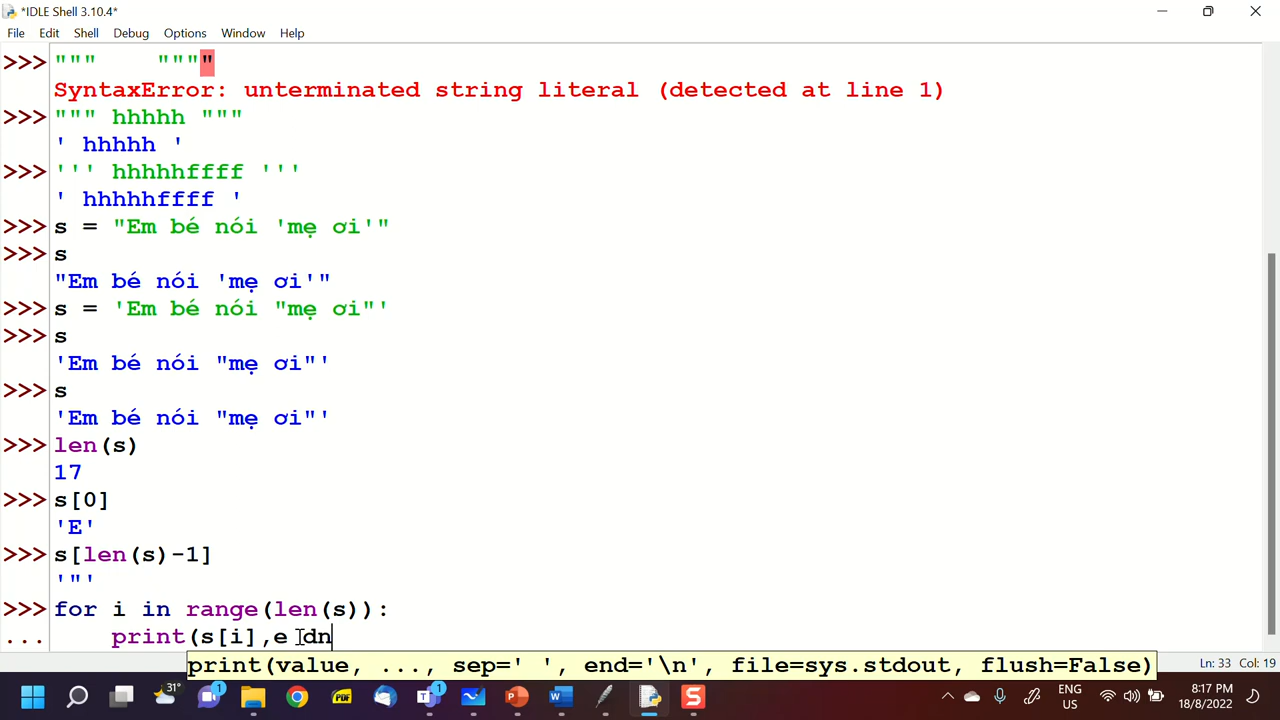 *IDLE Shell 3.10.4*
File Edit Shell Debug Options Window Help
>>> """    """"
SyntaxError: unterminated string literal (detected at line 1)
>>> """ hhhhh """
' hhhhh '
>>> ''' hhhhhffff '''
' hhhhhffff '
>>> s = "Em bé nói 'mẹ ơi'"
>>> s
"Em bé nói 'mẹ ơi'"
>>> s = 'Em bé nói "mẹ ơi"'
>>> s
'Em bé nói "mẹ ơi"'
>>> s
'Em bé nói "mẹ ơi"'
>>> len(s)
17
>>> s[0]
'E'
>>> s[len(s)-1]
'"'
>>> for i in range(len(s)):
... print(s[i],e dn
print(value, ..., sep=' ', end='\n', file=sys.stdout, flush=False)
Ln: 33 Col: 19
31° 1 PDF 1 S ENG US 8:17 PM 18/8/2022